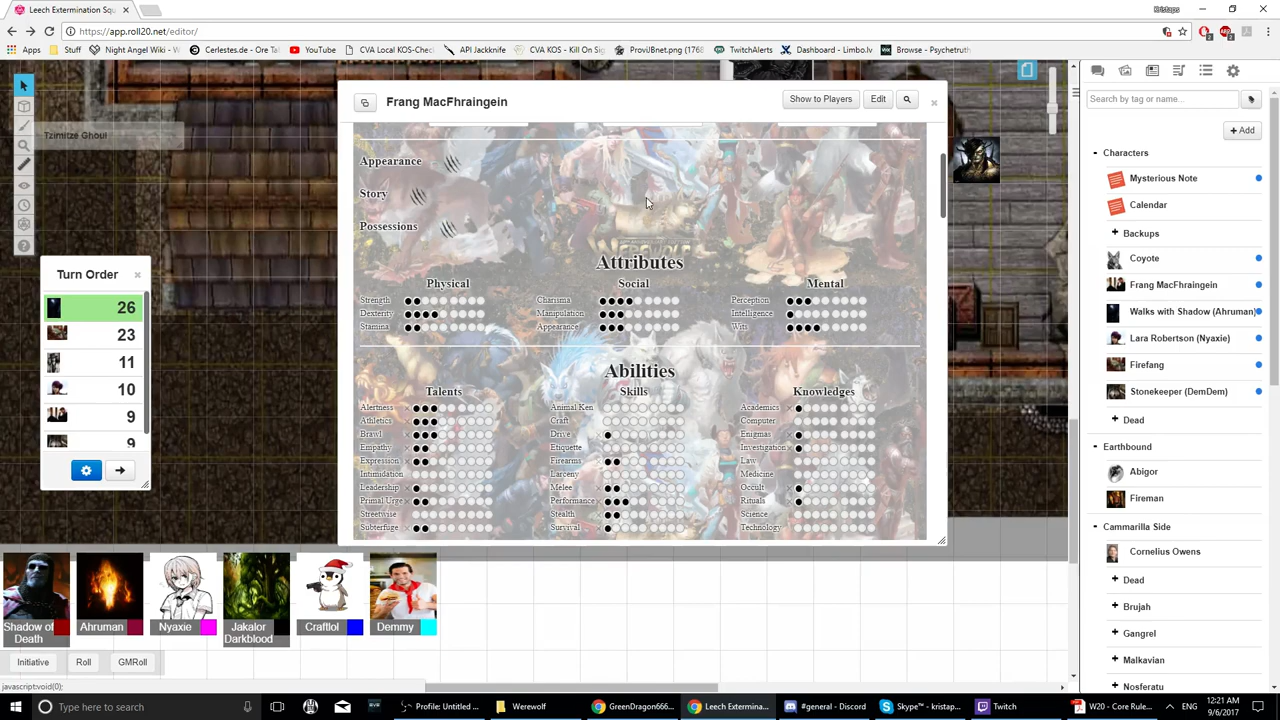 Leech Extermination Squ
Kristaps
https://app.roll20.net/editor/
Apps
Stuff
Night Angel Wiki - W
Cerlestes.de - Ore Ta
YouTube
CVA Local KOS-Check
API Jackknife
CVA KOS - Kill On Sig
ProviJ8net.png (1768
TwitchAlerts
Dashboard - Limbo.lv
Browse - Psychetruth
Tzimitze Ghoul
Frang MacFhraingein
Show to Players
Edit
Appearance
Story
Possessions
WEREWOLF
Attributes
Physical
Social
Mental
Strength
Charisma
Perception
Dexterity
Manipulation
Intelligence
Stamina
Appearance
Wits
Abilities
Talents
Skills
Knowledges
Alertness
Animal Ken
Academics
Athletics
Craft
Computer
Brawl
Drive
Enigmas
Empathy
Etiquette
Investigation
Expression
Firearms
Law
Intimidation
Larceny
Medicine
Leadership
Melee
Occult
Primal Urge
Performance
Rituals
Streetwise
Stealth
Science
Subterfuge
Survival
Technology
Turn Order
26
23
11
10
9
9
Search by tag or name...
Add
Characters
Mysterious Note
Calendar
Backups
Coyote
Frang MacFhraingein
Walks with Shadow (Ahruman)
Lara Robertson (Nyaxie)
Firefang
Stonekeeper (DemDem)
Dead
Earthbound
Abigor
Fireman
Cammarilla Side
Cornelius Owens
Dead
Brujah
Gangrel
Malkavian
Nosferatu
Shadow of
Death
Ahruman
Nyaxie
Jakalor
Darkblood
Craftlol
Demmy
Initiative
Roll
GMRoll
javascript:void(0);
Type here to search
Profile: Untitled ...
Werewolf
GreenDragon666...
Leech Extermina...
#general - Discord
Skype™ - kristap...
Twitch
W20 - Core Rule...
ENG
12:21 AM
9/6/2017